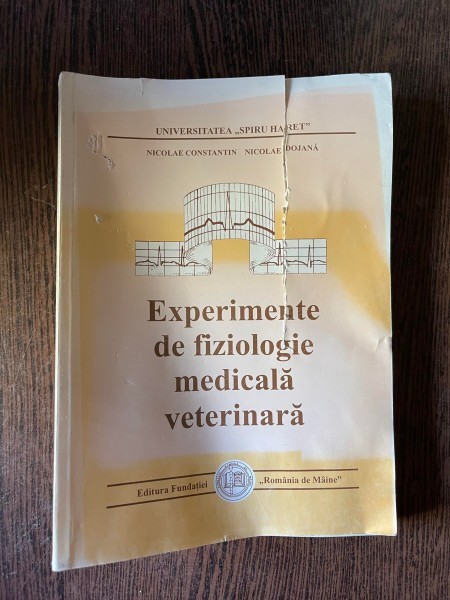 UNIVERSITATEA „SPIRU HARET”
NICOLAE CONSTANTIN NICOLAE DOJANĂ
Experimente
de fiziologie
medicală
veterinară
Editura Fundației „România de Mâine”